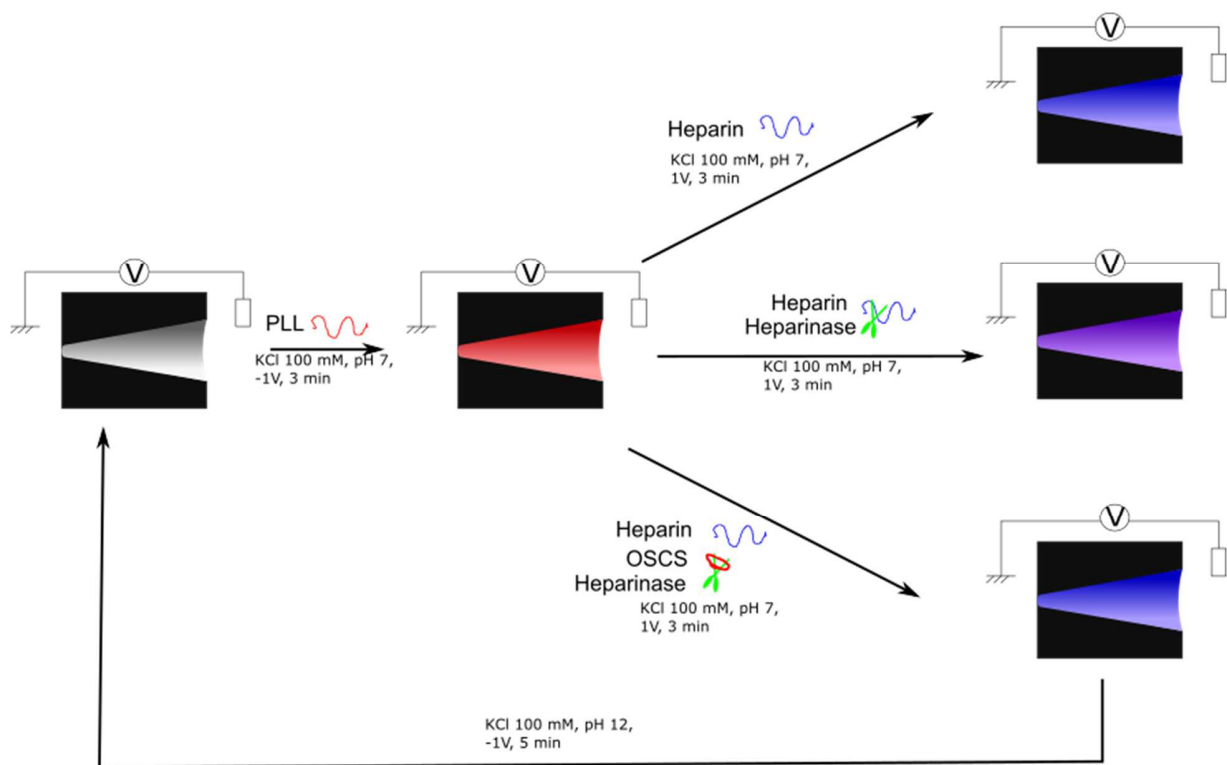 V
Heparin
KCl 100 mM, pH 7,
1V, 3 min
V
V
V
PLL
KCl 100 mM, pH 7,
-1V, 3 min
Heparin
Heparinase
KCl 100 mM, pH 7,
1V, 3 min
V
Heparin
OSCS
Heparinase
KCl 100 mM, pH 7,
1V, 3 min
KCl 100 mM, pH 12,
-1V, 5 min